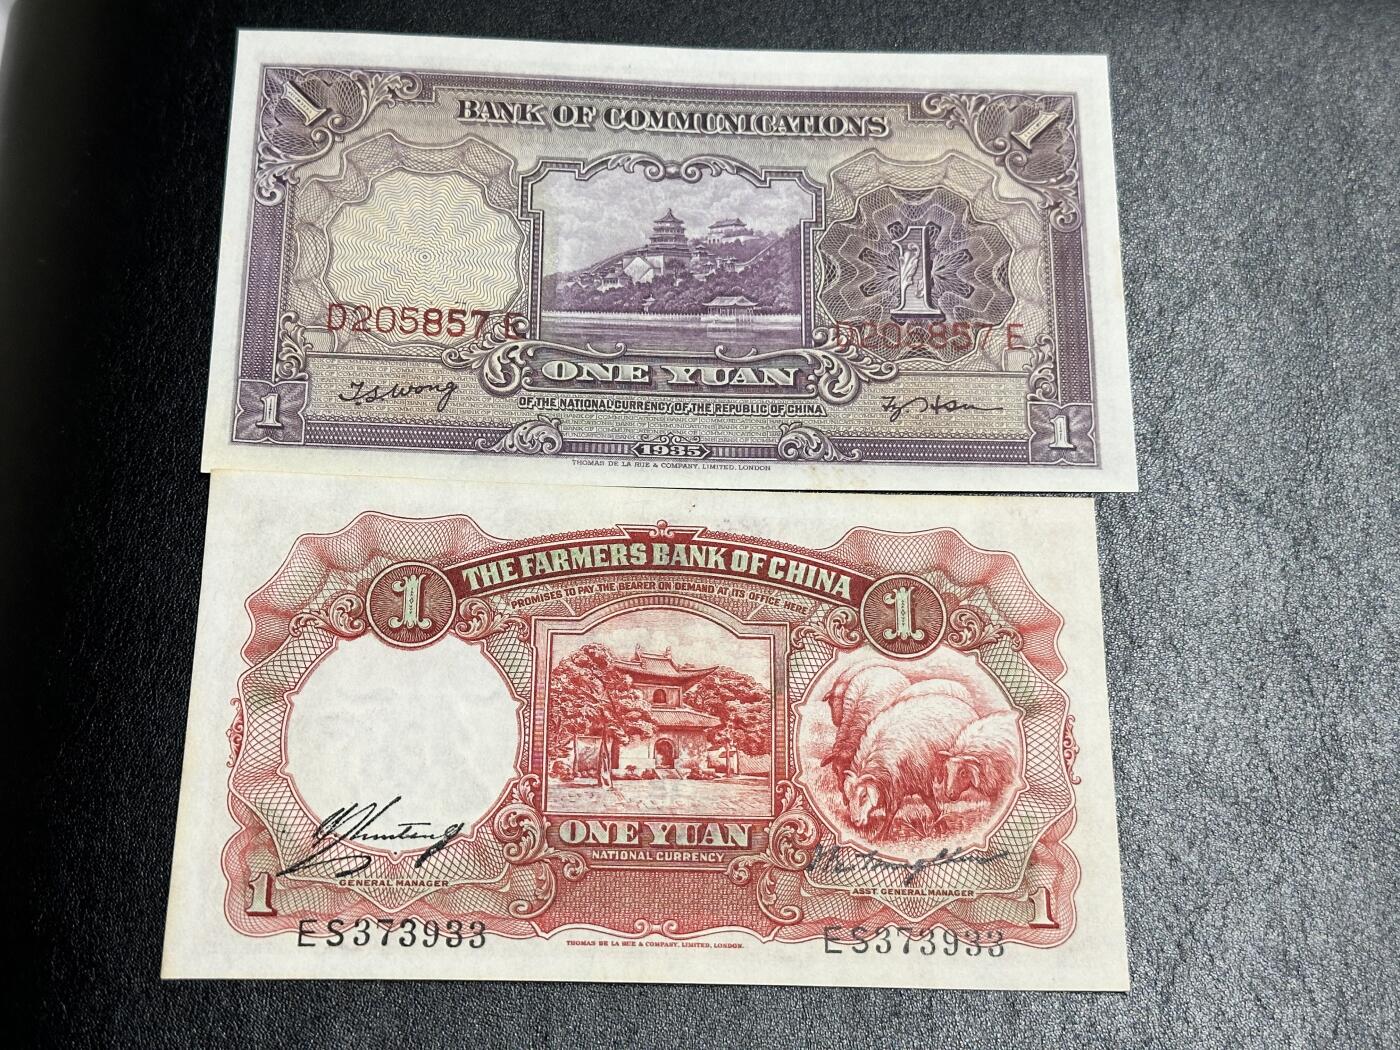 1
1
BANK OF COMMUNICATIONS
1
D205857 E
D205857 E
ONE YUAN
OF THE NATIONAL CURRENCY OF THE REPUBLIC OF CHINA
1
1
1935
THOMAS DE LA RUE & COMPANY, LIMITED, LONDON
THE FARMERS BANK OF CHINA
PROMISES TO PAY THE BEARER ON DEMAND AT ITS OFFICE HERE
1
1
ONE YUAN
NATIONAL CURRENCY
GENERAL MANAGER
ASST. GENERAL MANAGER
1
1
ES373933
ES373933
THOMAS DE LA RUE & COMPANY, LIMITED, LONDON.